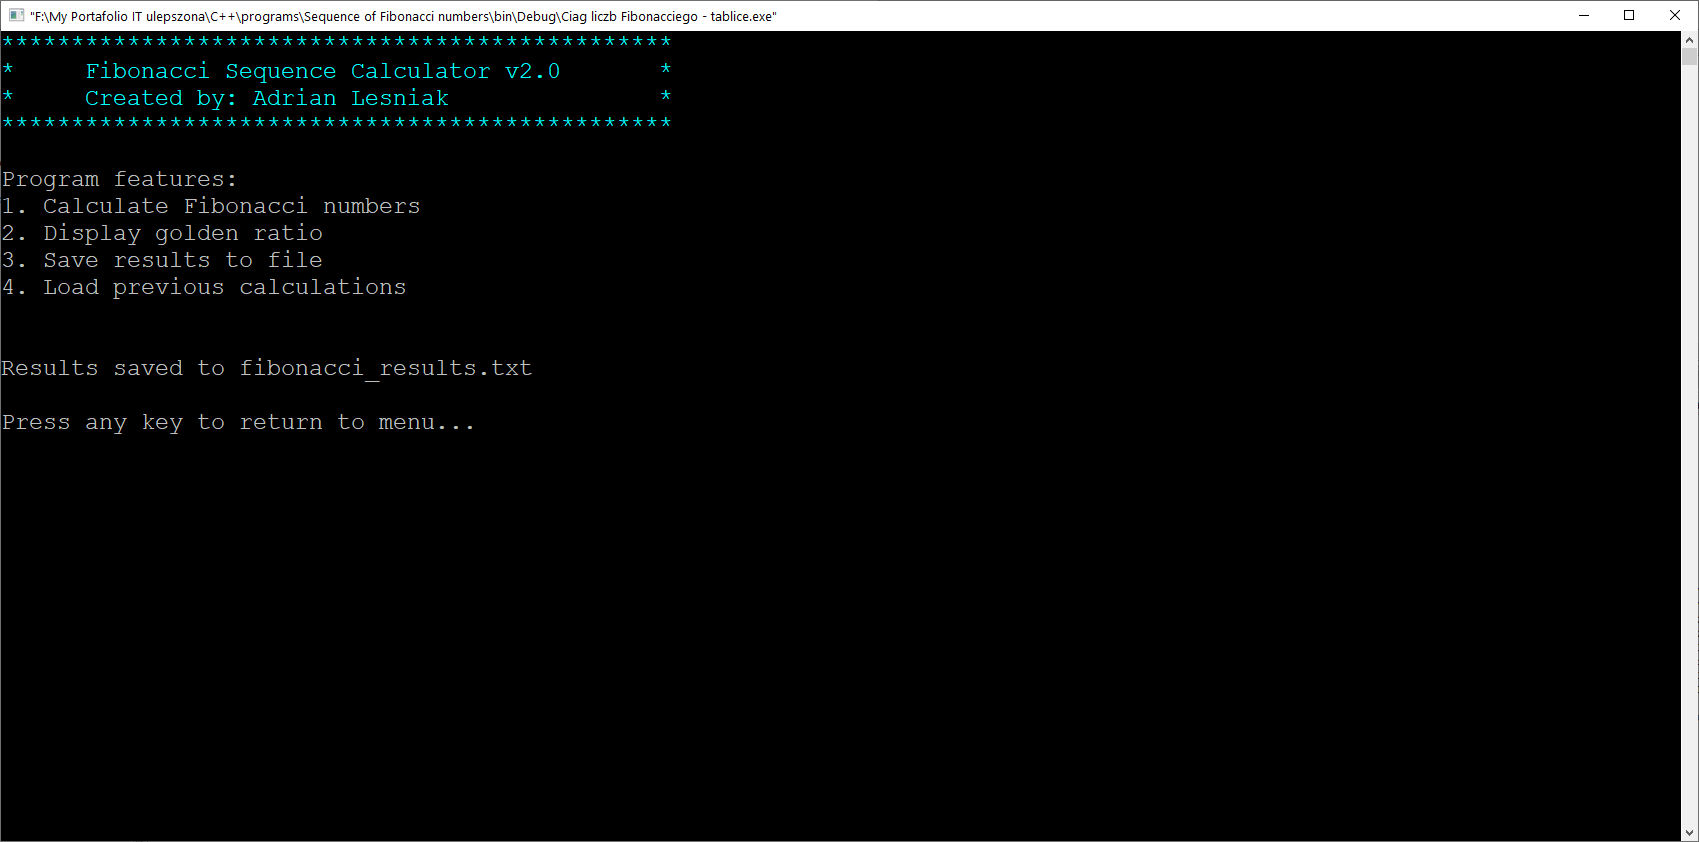 "F:\My Portafolio IT ulepszona\C++\programs\Sequence of Fibonacci numbers\bin\Debug\Ciag liczb Fibonacciego - tablice.exe"
************************************************
*     Fibonacci Sequence Calculator v2.0       *
*     Created by: Adrian Lesniak               *
************************************************
Program features:
1. Calculate Fibonacci numbers
2. Display golden ratio
3. Save results to file
4. Load previous calculations
Results saved to fibonacci_results.txt
Press any key to return to menu...